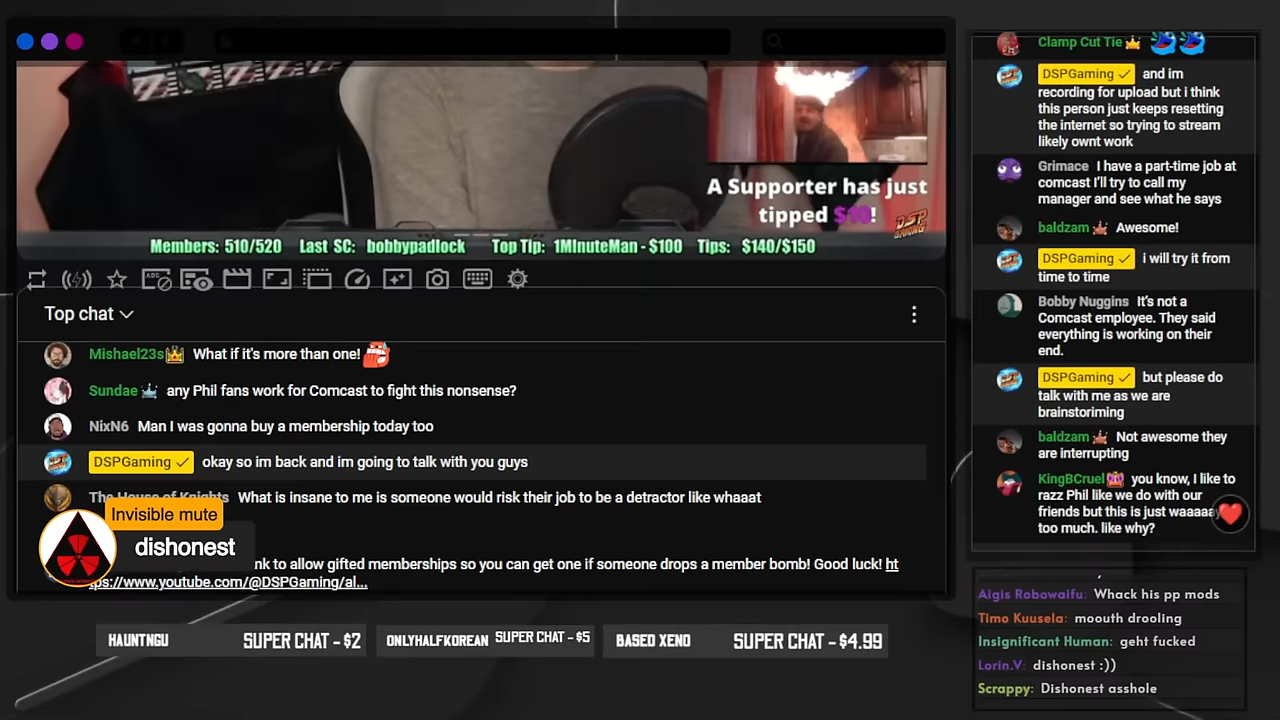 A Supporter has just
tipped $10!
DSP
GAMING
Members: 510/520 Last SC: bobbypadlock Top Tip: 1MInuteMan - $100 Tips: $140/$150
Top chat
Mishael23s What if it's more than one!
Sundae any Phil fans work for Comcast to fight this nonsense?
NixN6 Man I was gonna buy a membership today too
DSPGaming okay so im back and im going to talk with you guys
The House of Knights What is insane to me is someone would risk their job to be a detractor like whaaat
Invisible mute
dishonest
nk to allow gifted memberships so you can get one if someone drops a member bomb! Good luck! ht
tps://www.youtube.com/@DSPGaming/al...
HAUNTNGU SUPER CHAT - $2
ONLYHALFKOREAN SUPER CHAT - $5
BASED XEND SUPER CHAT - $4.99
Clamp Cut Tie
DSPGaming and im
recording for upload but i think
this person just keeps resetting
the internet so trying to stream
likely ownt work
Grimace I have a part-time job at
comcast I'll try to call my
manager and see what he says
baldzam Awesome!
DSPGaming i will try it from
time to time
Bobby Nuggins It's not a
Comcast employee. They said
everything is working on their
end.
DSPGaming but please do
talk with me as we are
brainstoriming
baldzam Not awesome they
are interrupting
KingBCruel you know, I like to
razz Phil like we do with our
friends but this is just waaaay
too much. like why?
Aigis Robowaifu: Whack his pp mods
Timo Kuusela: moouth drooling
Insignificant Human: geht fucked
Lorin.V: dishonest :))
Scrappy: Dishonest asshole